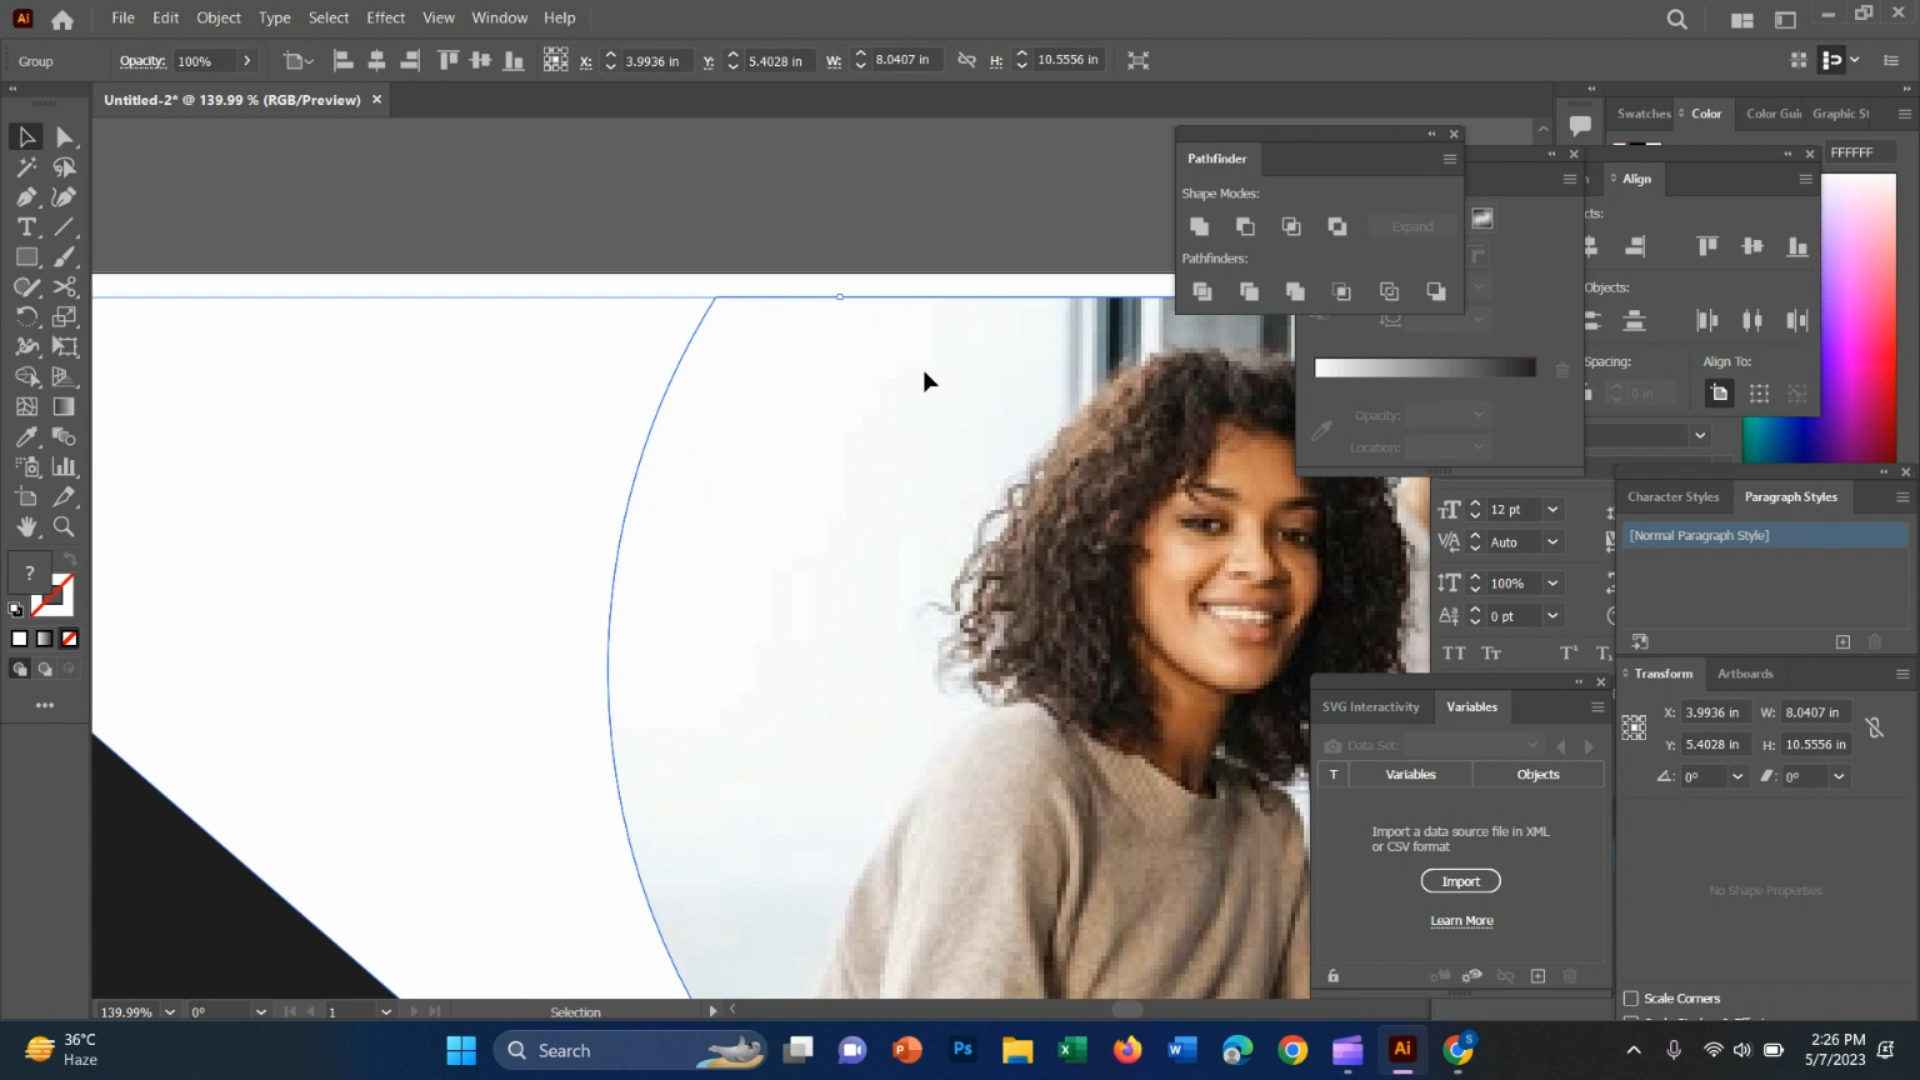 Ai File Edit Object Type Select Effect View Window Help
Group Opacity: 100% X: 3.9936 in Y: 5.4028 in W: 8.0407 in H: 10.5556 in
Untitled-2* @ 139.99 % (RGB/Preview)
Swatches Color Color Gui Graphic St
FFFFFF
Pathfinder
Shape Modes:
Expand
Pathfinders:
Align
cts:
Objects:
Spacing:
Align To:
0 in
Opacity:
Location:
12 pt
Auto
100%
0 pt
TT Tr T¹ T,
Character Styles Paragraph Styles
[Normal Paragraph Style]
Transform Artboards
X: 3.9936 in W: 8.0407 in
Y: 5.4028 in H: 10.5556 in
0° 0°
No Shape Properties
Scale Corners
SVG Interactivity Variables
Data Set:
T Variables Objects
Import a data source file in XML
or CSV format
Import
Learn More
?
139.99% 0° 1 Selection
36°C
Haze
Search
Ps
Ai
2:26 PM
5/7/2023